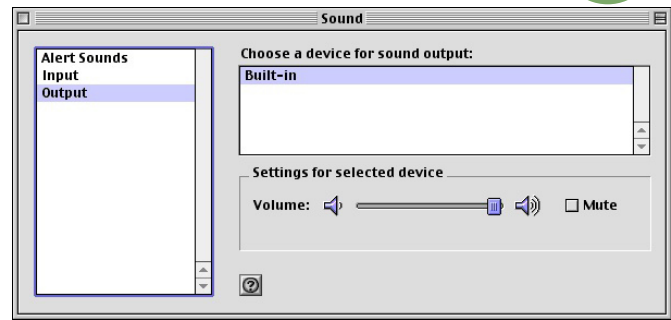 Sound
Alert Sounds
Input
Output
Choose a device for sound output:
Built-in
Settings for selected device
Volume:
Mute
?